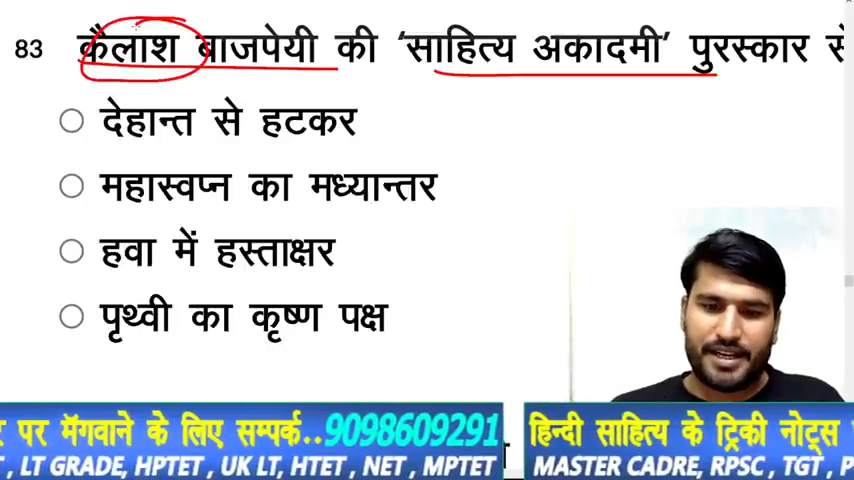 83 कैलाश बाजपेयी की ‘साहित्य अकादमी’ पुरस्कार से
देहान्त से हटकर
महास्वप्न का मध्यान्तर
हवा में हस्ताक्षर
पृथ्वी का कृष्ण पक्ष
पर मॅगवाने के लिए सम्पर्क..9098609291
हिन्दी साहित्य के ट्रिकी नोट्स
, LT GRADE, HPTET , UK LT, HTET , NET , MPTET
MASTER CADRE, RPSC , TGT ,